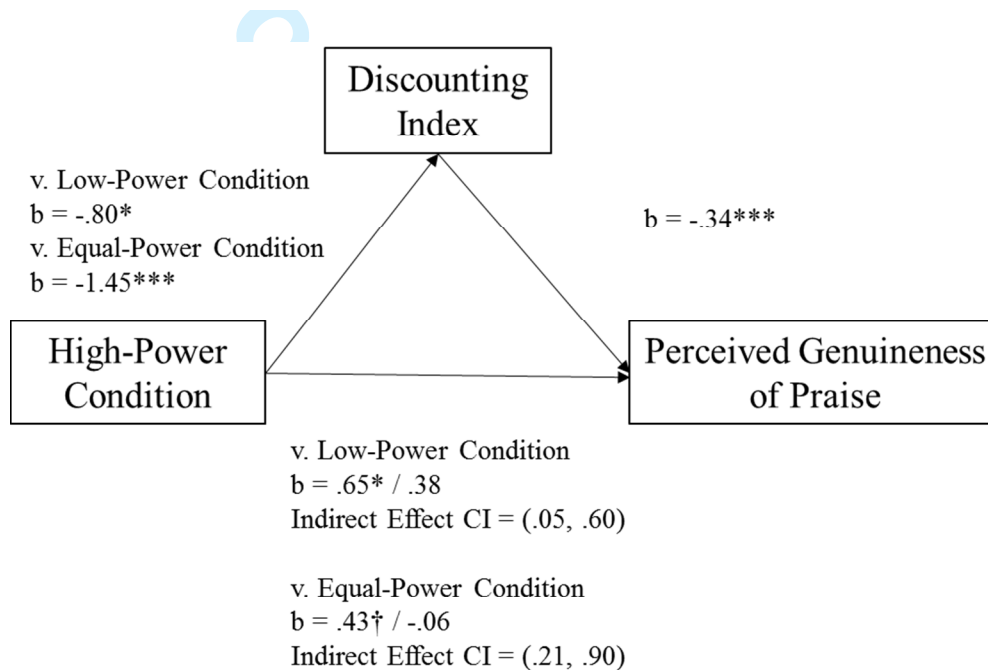 Discounting
Index
v. Low-Power Condition
b = -.80*
v. Equal-Power Condition
b = -1.45***
b = -.34***
High-Power
Condition
Perceived Genuineness
of Praise
v. Low-Power Condition
b = .65* / .38
Indirect Effect CI = (.05, .60)
v. Equal-Power Condition
b = .43† / -.06
Indirect Effect CI = (.21, .90)